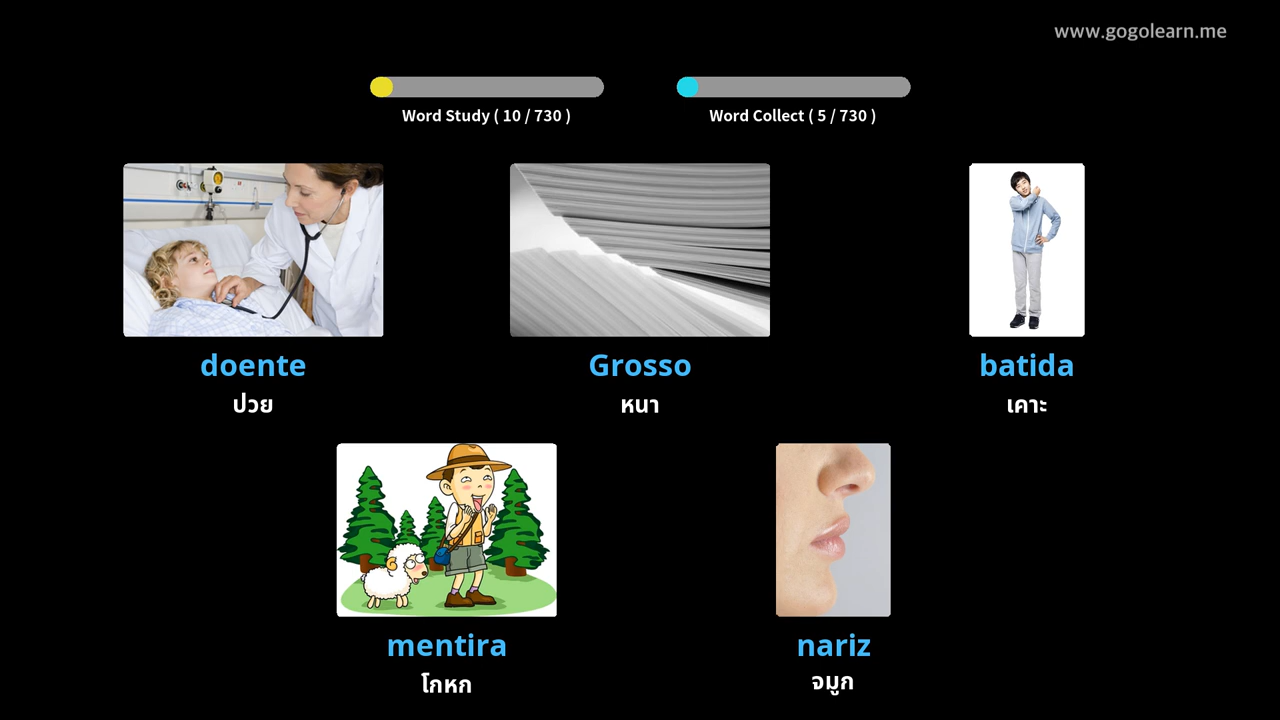 www.gogolearn.me
Word Study ( 10 / 730 )
Word Collect ( 5 / 730 )
doente
ป่วย
Grosso
หนา
batida
เคาะ
mentira
โกหก
nariz
จมูก